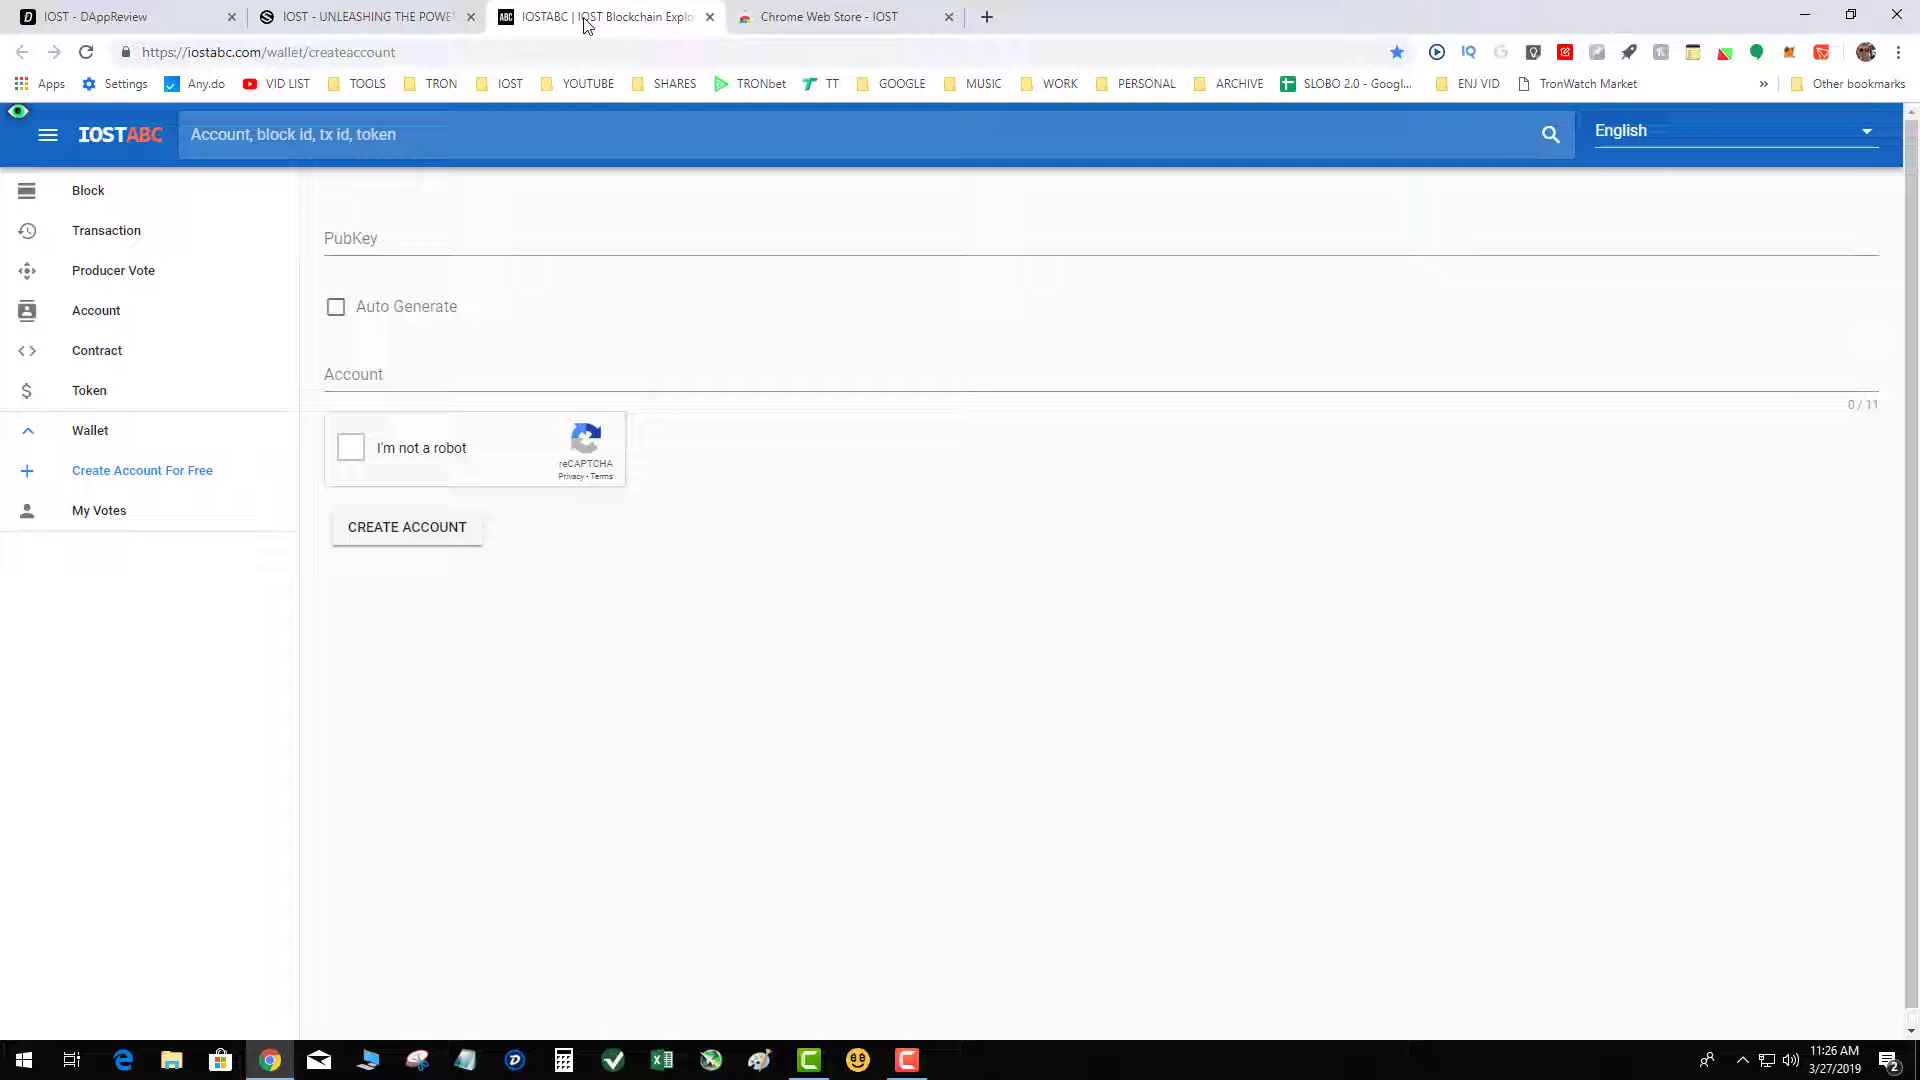 IOST - DAppReview
IOST - UNLEASHING THE POWER
IOSTABC | IOST Blockchain Explo
Chrome Web Store - IOST
https://iostabc.com/wallet/createaccount
Apps
Settings
Any.do
VID LIST
TOOLS
TRON
IOST
YOUTUBE
SHARES
TRONbet
TT
GOOGLE
MUSIC
WORK
PERSONAL
ARCHIVE
SLOBO 2.0 - Googl...
ENJ VID
TronWatch Market
»
Other bookmarks
IOSTABC
Account, block id, tx id, token
English
Block
Transaction
Producer Vote
Account
Contract
Token
Wallet
Create Account For Free
My Votes
PubKey
Auto Generate
Account
0 / 11
I'm not a robot
reCAPTCHA
Privacy - Terms
CREATE ACCOUNT
11:26 AM
3/27/2019
2